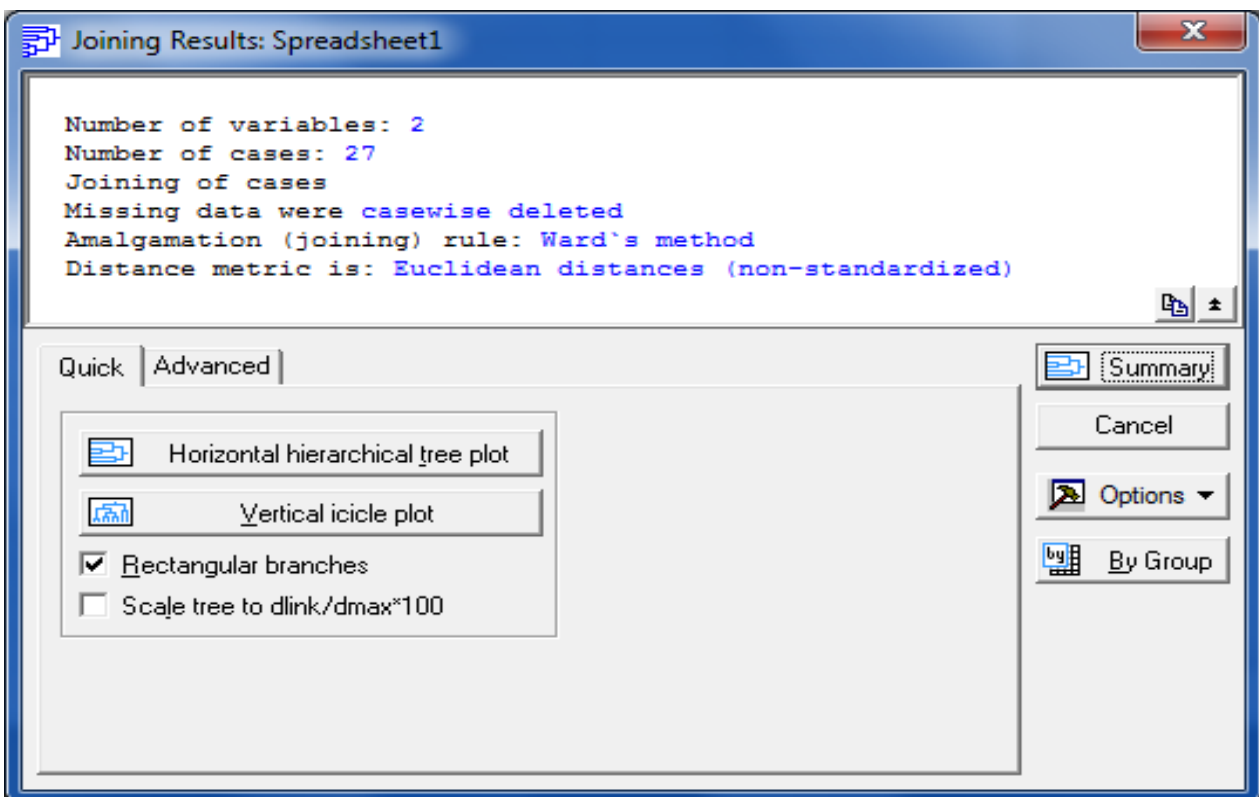 Joining Results: Spreadsheet1
Number of variables: 2
Number of cases: 27
Joining of cases
Missing data were casewise deleted
Amalgamation (joining) rule: Ward`s method
Distance metric is: Euclidean distances (non-standardized)
Quick
Advanced
Summary
Cancel
Horizontal hierarchical tree plot
Vertical icicle plot
Options
Rectangular branches
by
By Group
Scale tree to dlink/dmax*100